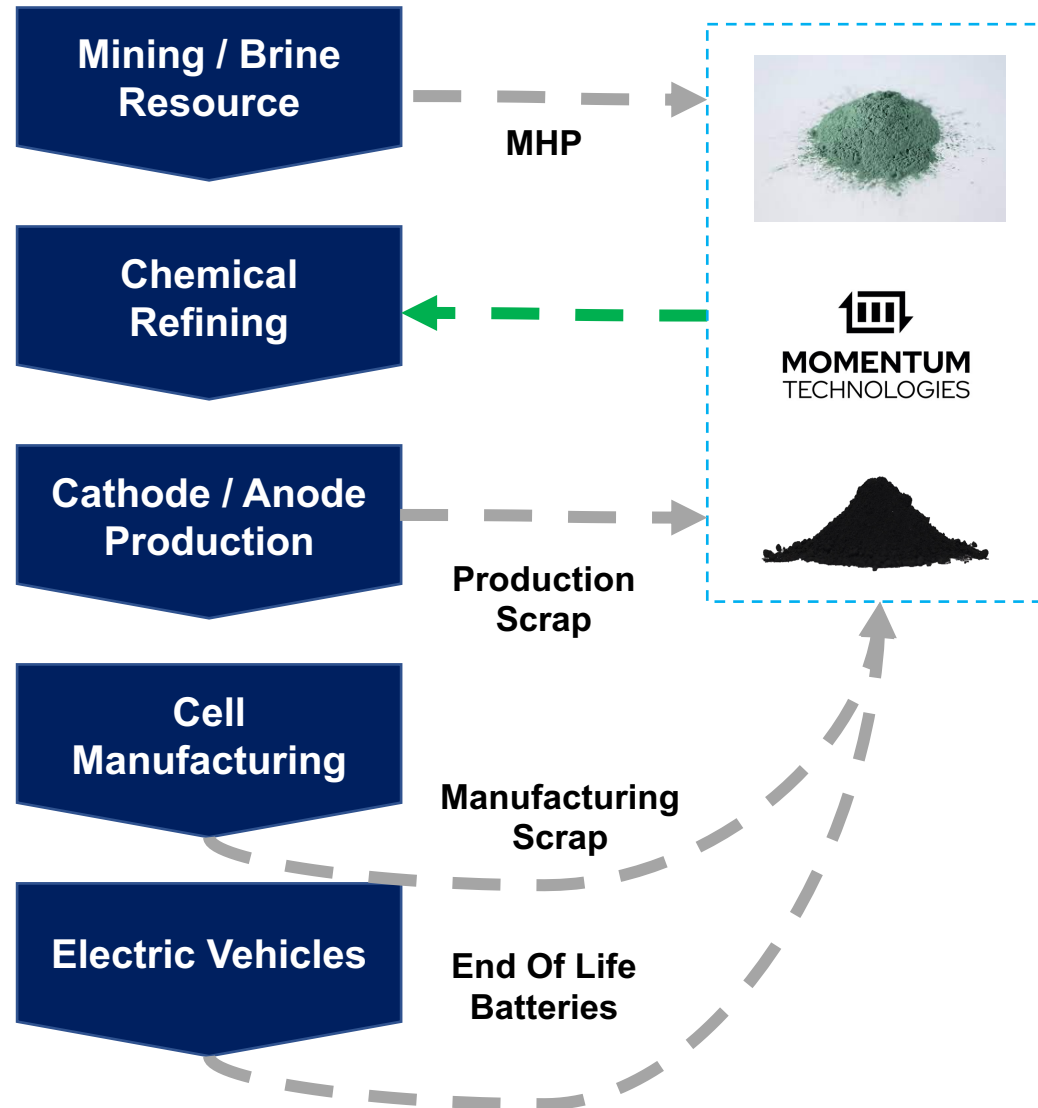 Mining / Brine
Resource
MHP
Chemical
Refining
MOMENTUM
TECHNOLOGIES
Cathode / Anode
Production
Production
Scrap
Cell
Manufacturing
Manufacturing
Scrap
Electric Vehicles
End Of Life
Batteries